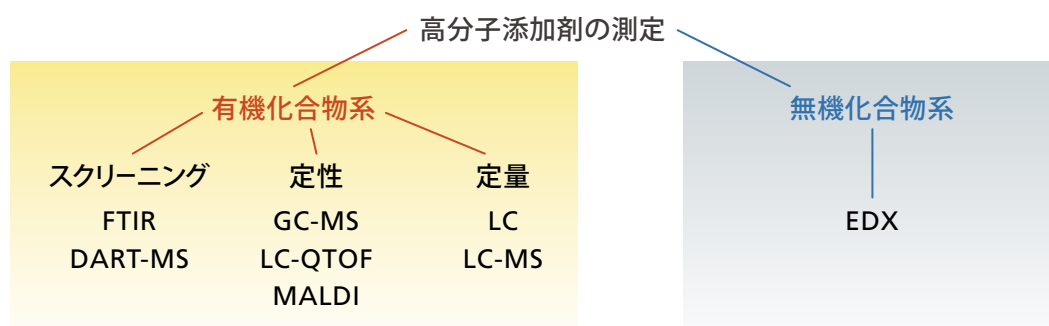 高分子添加剤の測定
有機化合物系
無機化合物系
スクリーニング
定性
定量
FTIR
GC-MS
LC
EDX
DART-MS
LC-QTOF
LC-MS
MALDI